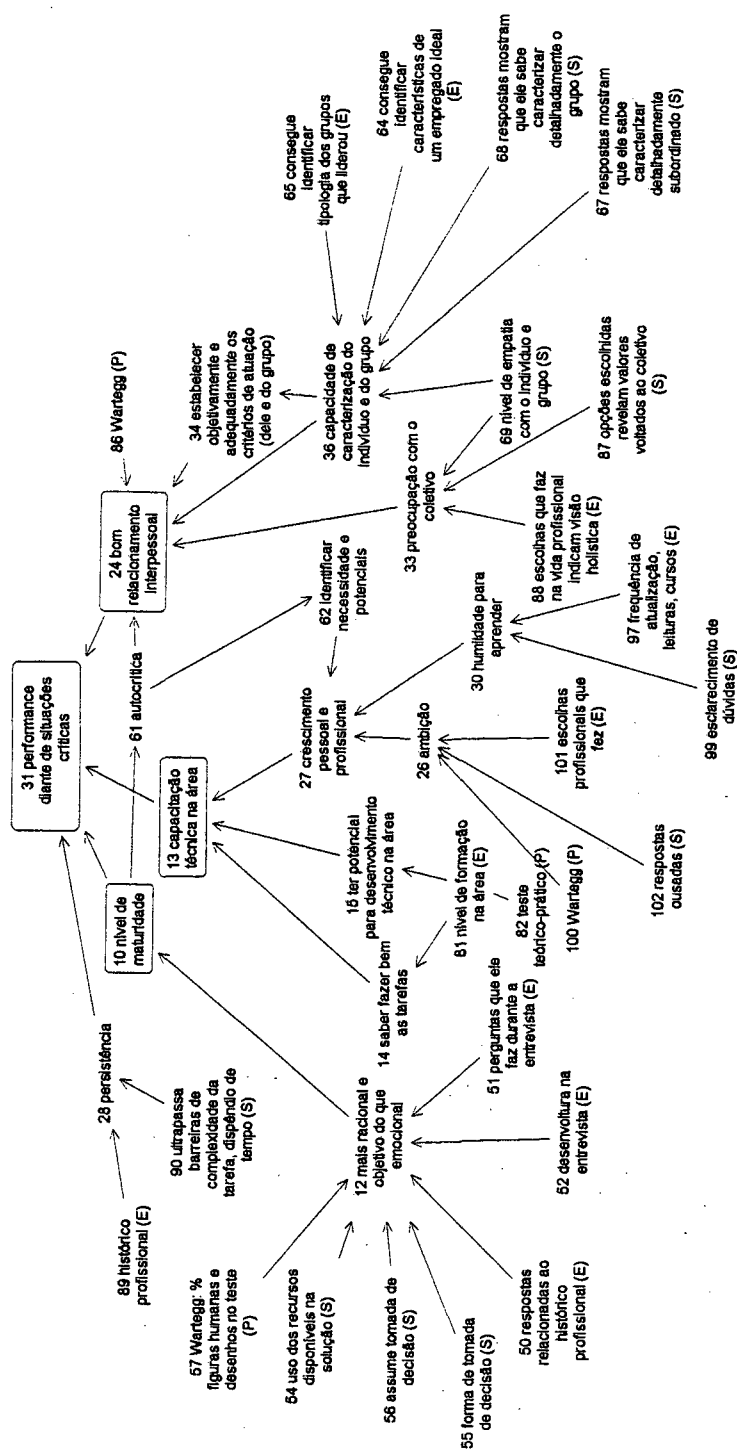 31 performance
diante de situações
críticas
24 bom
relacionamento
interpessoal
86 Wartegg (P)
10 nível de
maturidade
61 autocrítica
28 persistência
89 histórico
profissional (E)
90 ultrapassa
barreiras de
complexidade da
tarefa, dispêndio de
tempo (S)
13 capacitação
técnica na área
62 identificar
necessidade e
potenciais
34 estabelecer
objetivamente e
adequadamente os
critérios de atuação
(dele e do grupo)
65 consegue
identificar
tipologia dos grupos
que liderou (E)
64 consegue
identificar
características de
um empregado ideal
(E)
68 respostas mostram
que ele sabe
caracterizar
detalhadamente o
grupo (S)
67 respostas mostram
que ele sabe
caracterizar
detalhadamente
subordinado (S)
36 capacidade de
caracterização do
indivíduo e do grupo
33 preocupação com o
coletivo
69 nível de empatia
com o indivíduo e
grupo (S)
87 opções escolhidas
revelam valores
voltados ao coletivo
(S)
88 escolhas que faz
na vida profissional
indicam visão
holística (E)
27 crescimento
pessoal e
profissional
30 humildade para
aprender
97 frequência de
atualização,
leituras, cursos (E)
99 esclarecimento de
dúvidas (S)
26 ambição
101 escolhas
profissionais que
fez (E)
102 respostas
ousadas (S)
100 Wartegg (P)
15 ter potencial
para desenvolvimento
técnico na área
14 saber fazer bem
as tarefas
81 nível de formação
na área (E)
82 teste
teórico-prático (P)
12 mais racional e
objetivo do que
emocional
57 Wartegg: %
figuras humanas e
desenhos no teste
(P)
54 uso dos recursos
disponíveis na
solução (S)
56 assume tomada de
decisão (S)
55 forma de tomada
de decisão (S)
50 respostas
relacionadas ao
histórico
profissional (E)
52 desenvoltura na
entrevista (E)
51 perguntas que ele
faz durante a
entrevista (E)